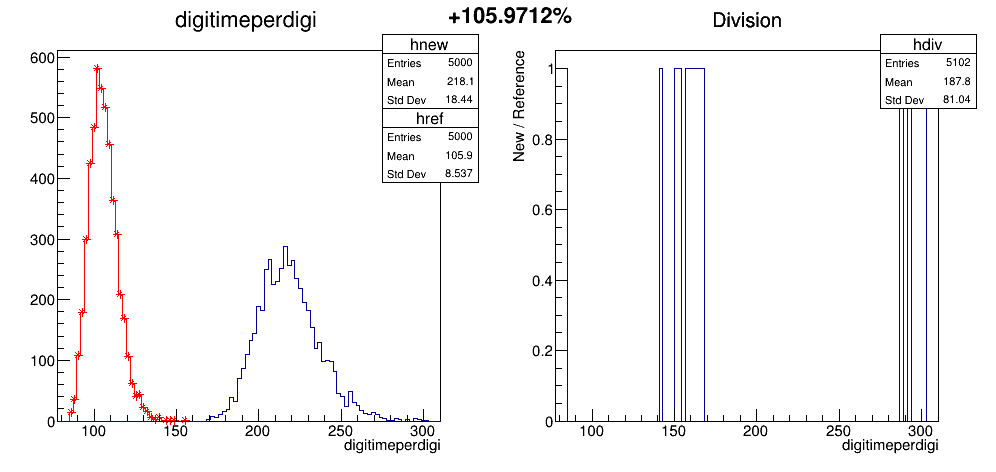 digitimeperdigi
+105.9712%
Division
hnew
Entries 5000
Mean 218.1
Std Dev 18.44
href
Entries 5000
Mean 105.9
Std Dev 8.537
600
500
400
300
200
100
0
100 150 200 250 300
digitimeperdigi
hdiv
Entries 5102
Mean 187.8
Std Dev 81.04
New / Reference
1
0.8
0.6
0.4
0.2
0
100 150 200 250 300
digitimeperdigi